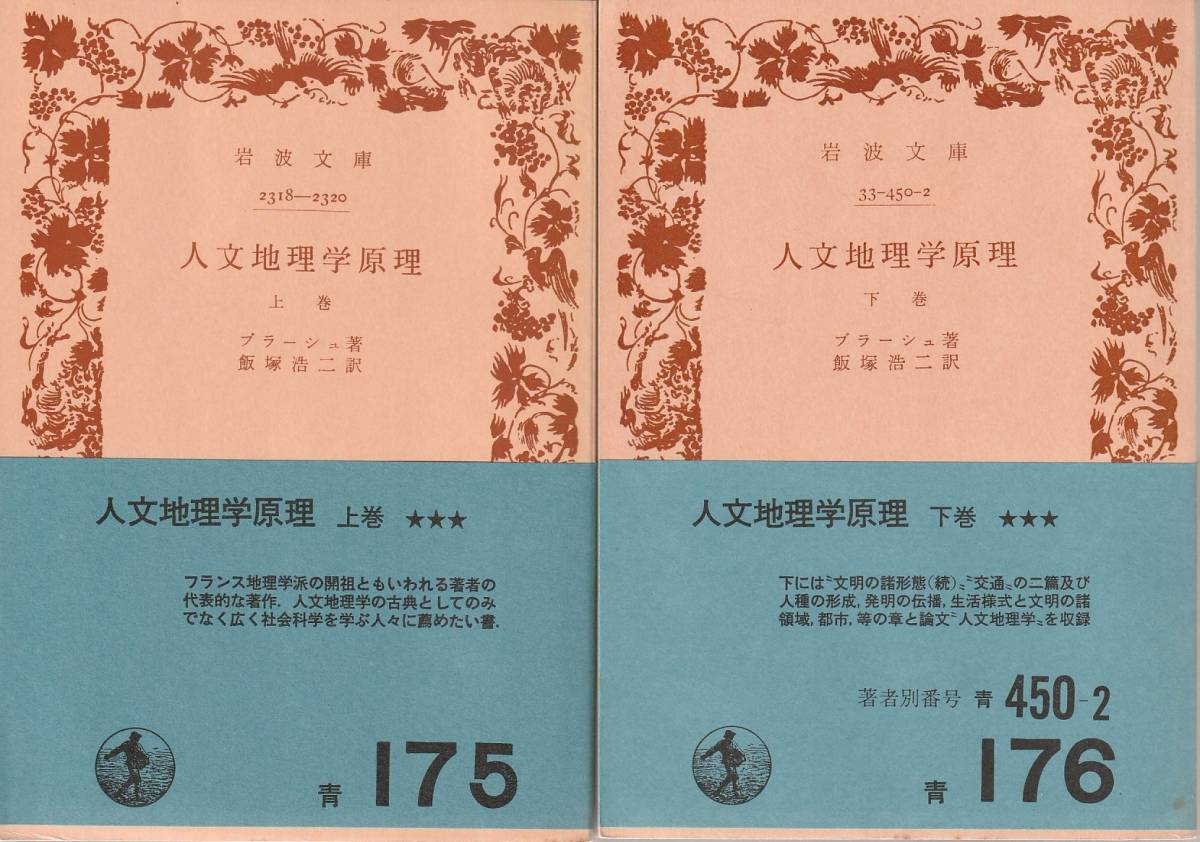 岩波文庫
2318—2320
人文地理学原理
上巻
ブラーシュ著
飯塚浩二訳
人文地理学原理 上巻 ★★★
フランス地理学派の開祖ともいわれる著者の
代表的な著作. 人文地理学の古典としてのみ
でなく広く社会科学を学ぶ人々に薦めたい書.
青 175
岩波文庫
33-450-2
人文地理学原理
下巻
ブラーシュ著
飯塚浩二訳
人文地理学原理 下巻 ★★★
下には〝文明の諸形態(続)〟〝交通〟の二篇及び
人種の形成, 発明の伝播, 生活様式と文明の諸
領域, 都市, 等の章と論文〝人文地理学〟を収録
著者別番号 青 450-2
青 176